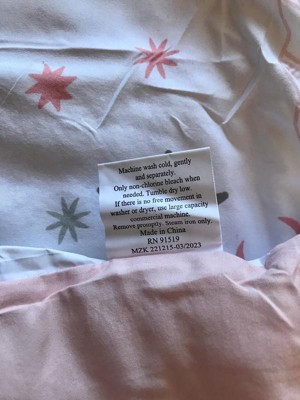 Machine wash cold, gently
and separately.
Only non-chlorine bleach when
needed. Tumble dry low.
If there is no free movement in
washer or dryer, use large capacity
commercial machine.
Remove promptly. Steam iron only.
Made in China
RN 91519
MZK 221215-03/2023